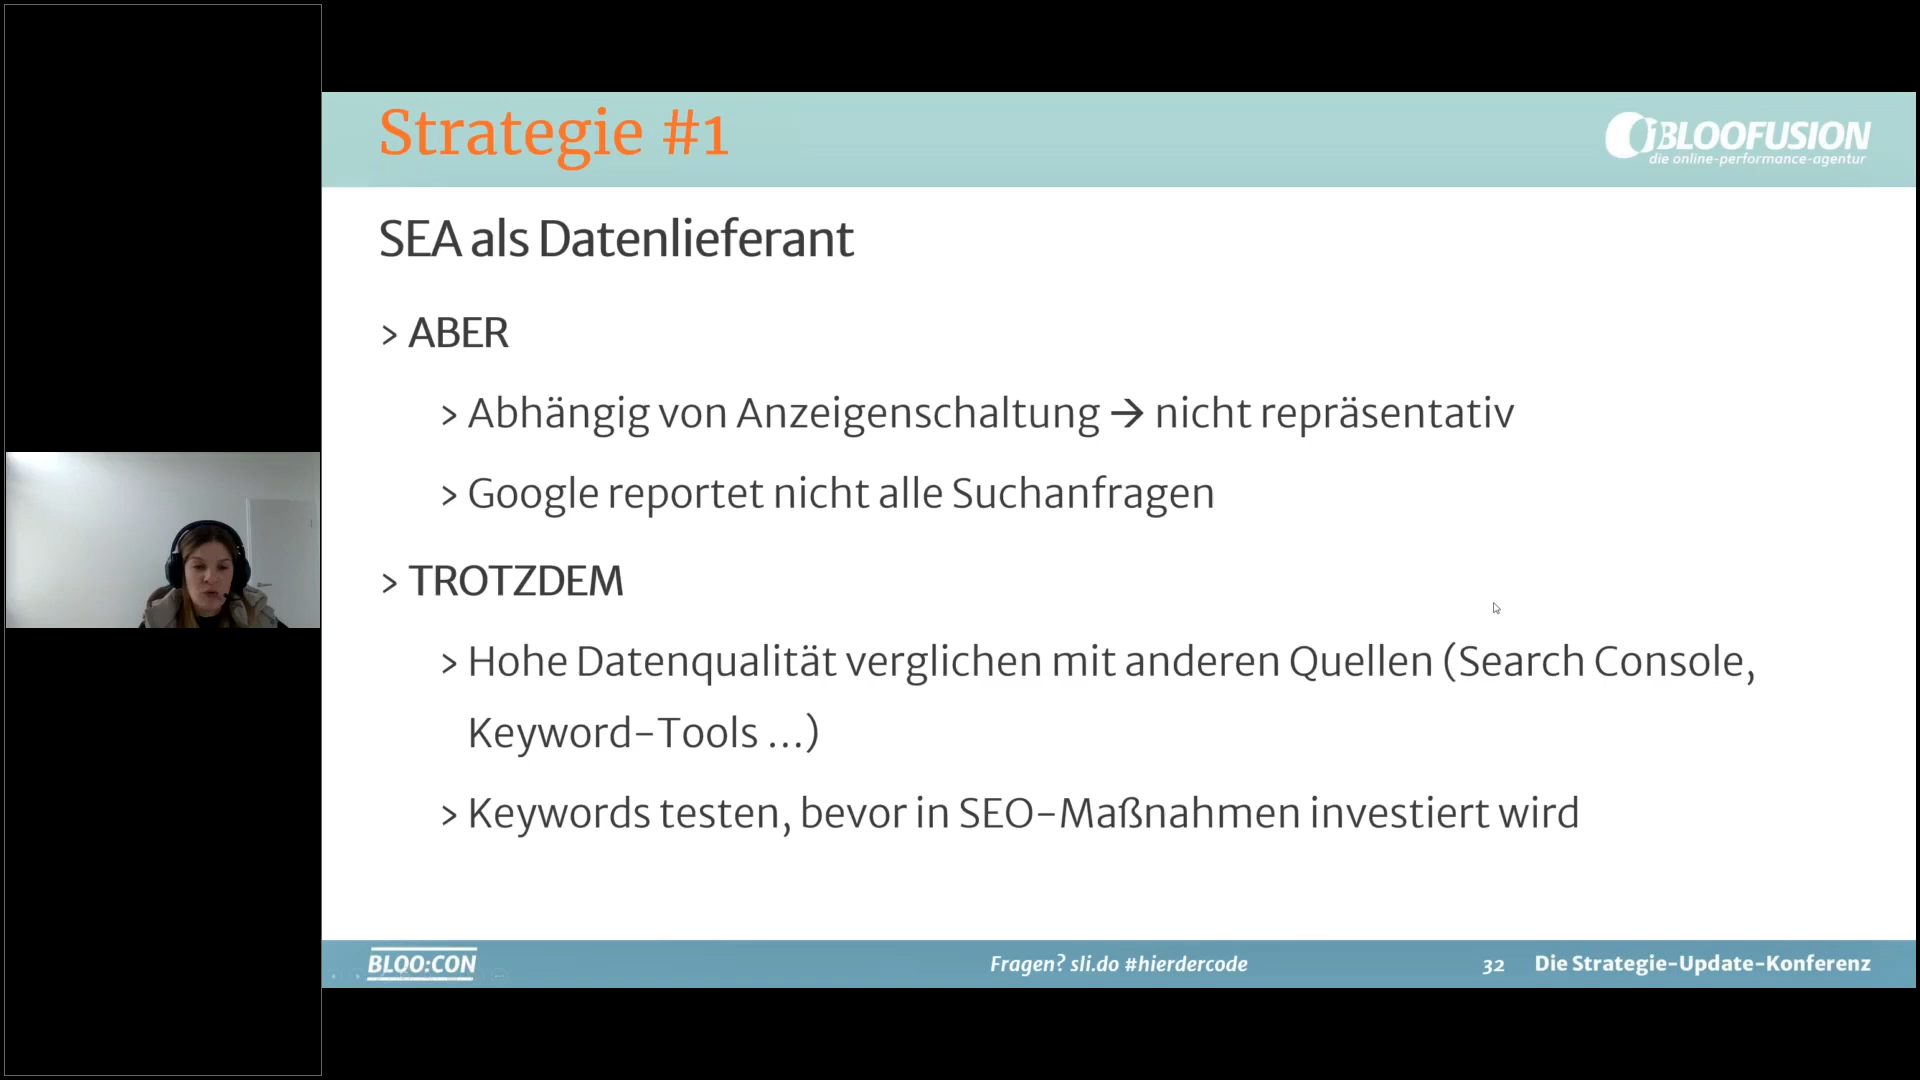 Strategie #1
BLOOFUSION
die online-performance-agentur
SEA als Datenlieferant
> ABER
> Abhängig von Anzeigenschaltung → nicht repräsentativ
> Google reportet nicht alle Suchanfragen
> TROTZDEM
> Hohe Datenqualität verglichen mit anderen Quellen (Search Console,
Keyword-Tools …)
> Keywords testen, bevor in SEO-Maßnahmen investiert wird
BLOO:CON
Fragen? sli.do #hierdercode
32
Die Strategie-Update-Konferenz